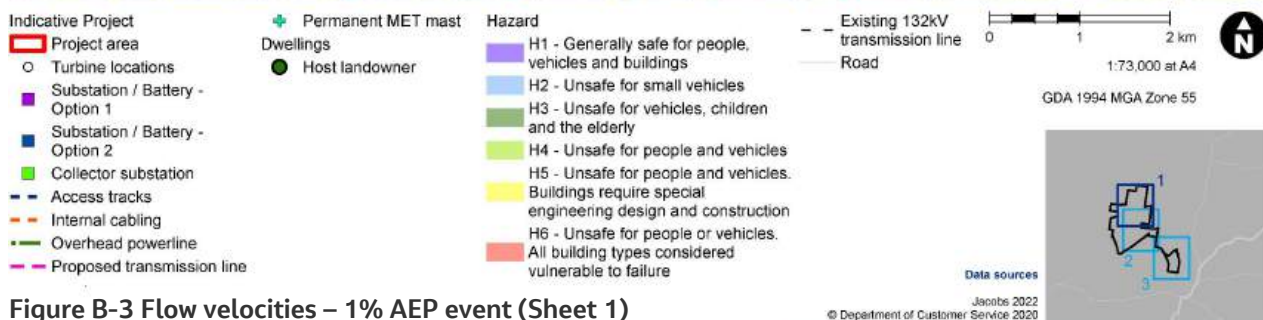 Indicative Project
Project area
Turbine locations
Substation / Battery -
Option 1
Substation / Battery -
Option 2
Collector substation
Access tracks
Internal cabling
Overhead powerline
Proposed transmission line
Permanent MET mast
Dwellings
Host landowner
Hazard
H1 - Generally safe for people,
vehicles and buildings
H2 - Unsafe for small vehicles
H3 - Unsafe for vehicles, children
and the elderly
H4 - Unsafe for people and vehicles
H5 - Unsafe for people and vehicles.
Buildings require special
engineering design and construction
H6 - Unsafe for people or vehicles.
All building types considered
vulnerable to failure
Existing 132kV
transmission line
Road
0 1 2 km
N
1:73,000 at A4
GDA 1994 MGA Zone 55
1
2
3
Data sources
Jacobs 2022
© Department of Customer Service 2020
Figure B-3 Flow velocities – 1% AEP event (Sheet 1)